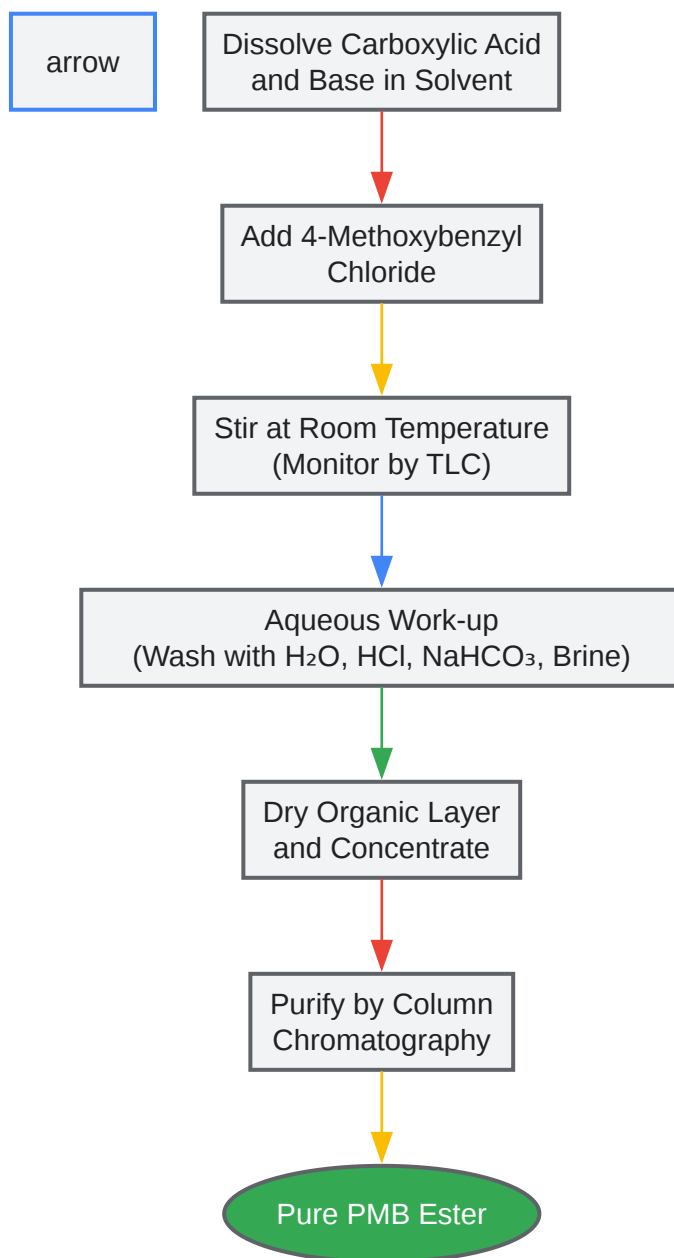 arrow
Dissolve Carboxylic Acid
and Base in Solvent
Add 4-Methoxybenzyl
Chloride
Stir at Room Temperature
(Monitor by TLC)
Aqueous Work-up
(Wash with H₂O, HCl, NaHCO₃, Brine)
Dry Organic Layer
and Concentrate
Purify by Column
Chromatography
Pure PMB Ester